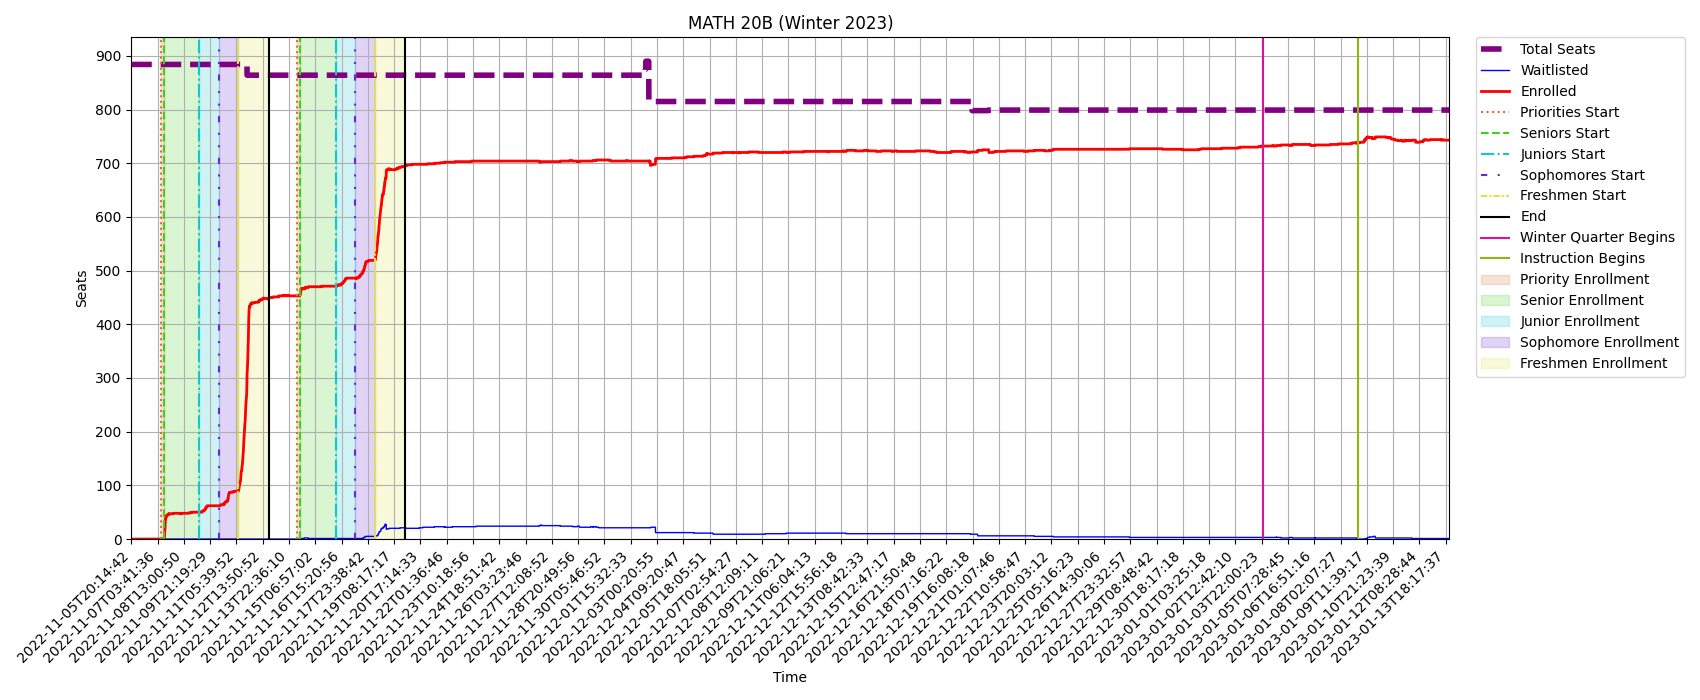 MATH 20B (Winter 2023)
Seats
900
800
700
600
500
400
300
200
100
0
2022-11-05T20:14:42
2022-11-07T03:41:36
2022-11-08T13:00:50
2022-11-09T21:19:29
2022-11-11T05:39:52
2022-11-12T13:50:52
2022-11-13T22:36:10
2022-11-15T06:57:02
2022-11-16T15:20:56
2022-11-17T23:38:42
2022-11-19T08:17:17
2022-11-20T17:14:33
2022-11-22T01:36:46
2022-11-23T10:18:56
2022-11-24T18:51:42
2022-11-26T03:23:46
2022-11-27T12:08:52
2022-11-28T20:49:56
2022-11-30T05:46:52
2022-12-01T15:32:33
2022-12-03T00:20:55
2022-12-04T09:20:47
2022-12-05T18:05:51
2022-12-07T02:54:27
2022-12-08T12:09:11
2022-12-09T21:06:21
2022-12-11T06:04:13
2022-12-12T15:56:18
2022-12-13T23:42:33
2022-12-15T12:47:17
2022-12-16T21:50:48
2022-12-18T07:16:22
2022-12-19T16:08:18
2022-12-21T01:07:46
2022-12-22T10:58:47
2022-12-23T20:03:12
2022-12-25T05:16:23
2022-12-26T14:30:06
2022-12-27T23:32:57
2022-12-29T08:48:42
2022-12-30T18:17:18
2023-01-01T03:25:18
2023-01-02T12:42:10
2023-01-03T22:00:23
2023-01-05T07:28:45
2023-01-06T16:51:16
2023-01-08T02:07:27
2023-01-09T11:39:17
2023-01-10T21:23:39
2023-01-12T08:28:44
2023-01-13T18:17:37
Time
Total Seats
Waitlisted
Enrolled
Priorities Start
Seniors Start
Juniors Start
Sophomores Start
Freshmen Start
End
Winter Quarter Begins
Instruction Begins
Priority Enrollment
Senior Enrollment
Junior Enrollment
Sophomore Enrollment
Freshmen Enrollment